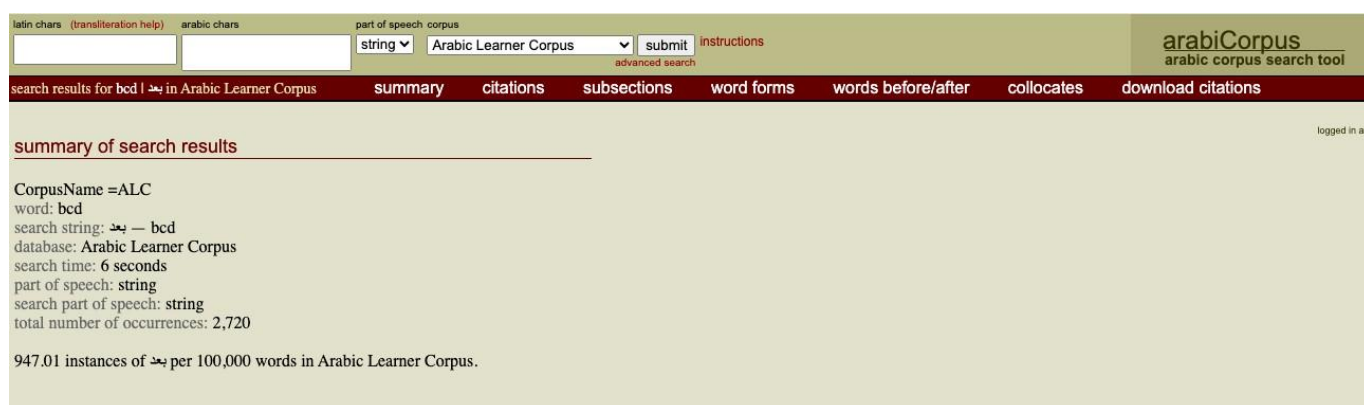 latin chars (transliteration help) arabic chars part of speech corpus
string Arabic Learner Corpus submit instructions
advanced search
arabiCorpus
arabic corpus search tool
search results for bcd | بعد in Arabic Learner Corpus summary citations subsections word forms words before/after collocates download citations
logged in a
summary of search results
CorpusName =ALC
word: bcd
search string: بعد — bcd
database: Arabic Learner Corpus
search time: 6 seconds
part of speech: string
search part of speech: string
total number of occurrences: 2,720
947.01 instances of بعد per 100,000 words in Arabic Learner Corpus.